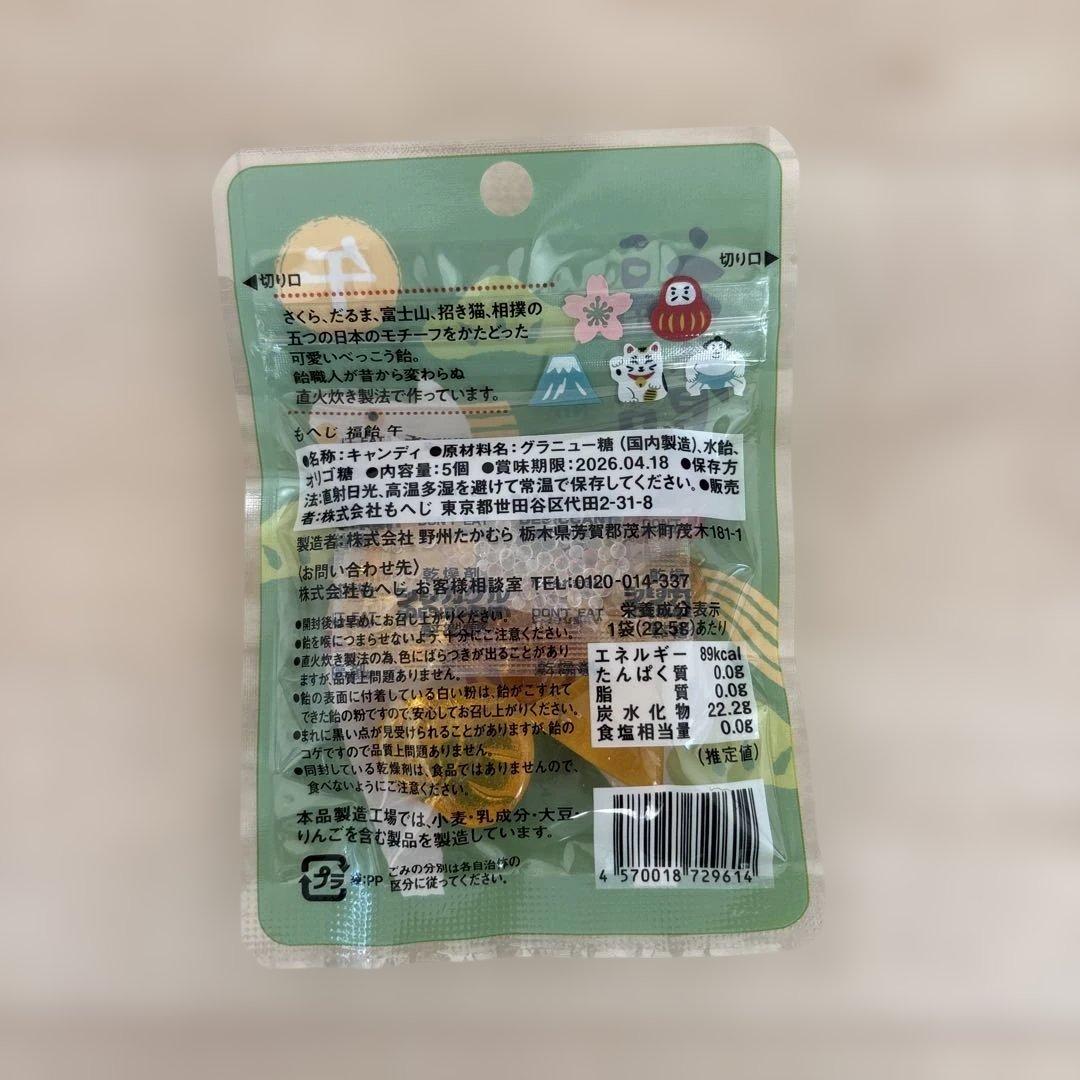 午
切り口
切り口
さくら、だるま、富士山、招き猫、相撲の
五つの日本のモチーフをかたどった
可愛いべっこう飴。
飴職人が昔から変わらぬ
直火炊き製法で作っています。
もへじ 福飴 午
●名称：キャンディ ●原材料名：グラニュー糖（国内製造）、水飴、
オリゴ糖 ●内容量：5個 ●賞味期限：2026.04.18 ●保存方
法：直射日光、高温多湿を避けて常温で保存してください。●販売
者：株式会社もへじ 東京都世田谷区代田2-31-8
製造者：株式会社 野州たかむら 栃木県芳賀郡茂木町茂木181-1
〈お問い合わせ先〉
株式会社もへじ お客様相談室 TEL：0120-014-337
乾燥剤
DON'T EAT
●開封後は早めにお召し上がりください。
●飴を喉につまらせないよう、十分にご注意ください。
●直火炊き製法の為、色にばらつきが出ることがあり
ますが、品質上問題ありません。
●飴の表面に付着している白い粉は、飴がこすれて
できた飴の粉ですので、安心してお召し上がりください。
●まれに黒い点が見受けられることがありますが、飴の
コゲですので品質上問題ありません。
●同封している乾燥剤は、食品ではありませんので、
食べないようにご注意ください。
本品製造工場では、小麦・乳成分・大豆・
りんごを含む製品を製造しています。
プラ
袋：PP
ごみの分別は各自治体の
区分に従ってください。
栄養成分表示
1袋（22.5g）あたり
エネルギー 89kcal
たんぱく質 0.0g
脂質 0.0g
炭水化物 22.2g
食塩相当量 0.0g
（推定値）
4 570018 729614